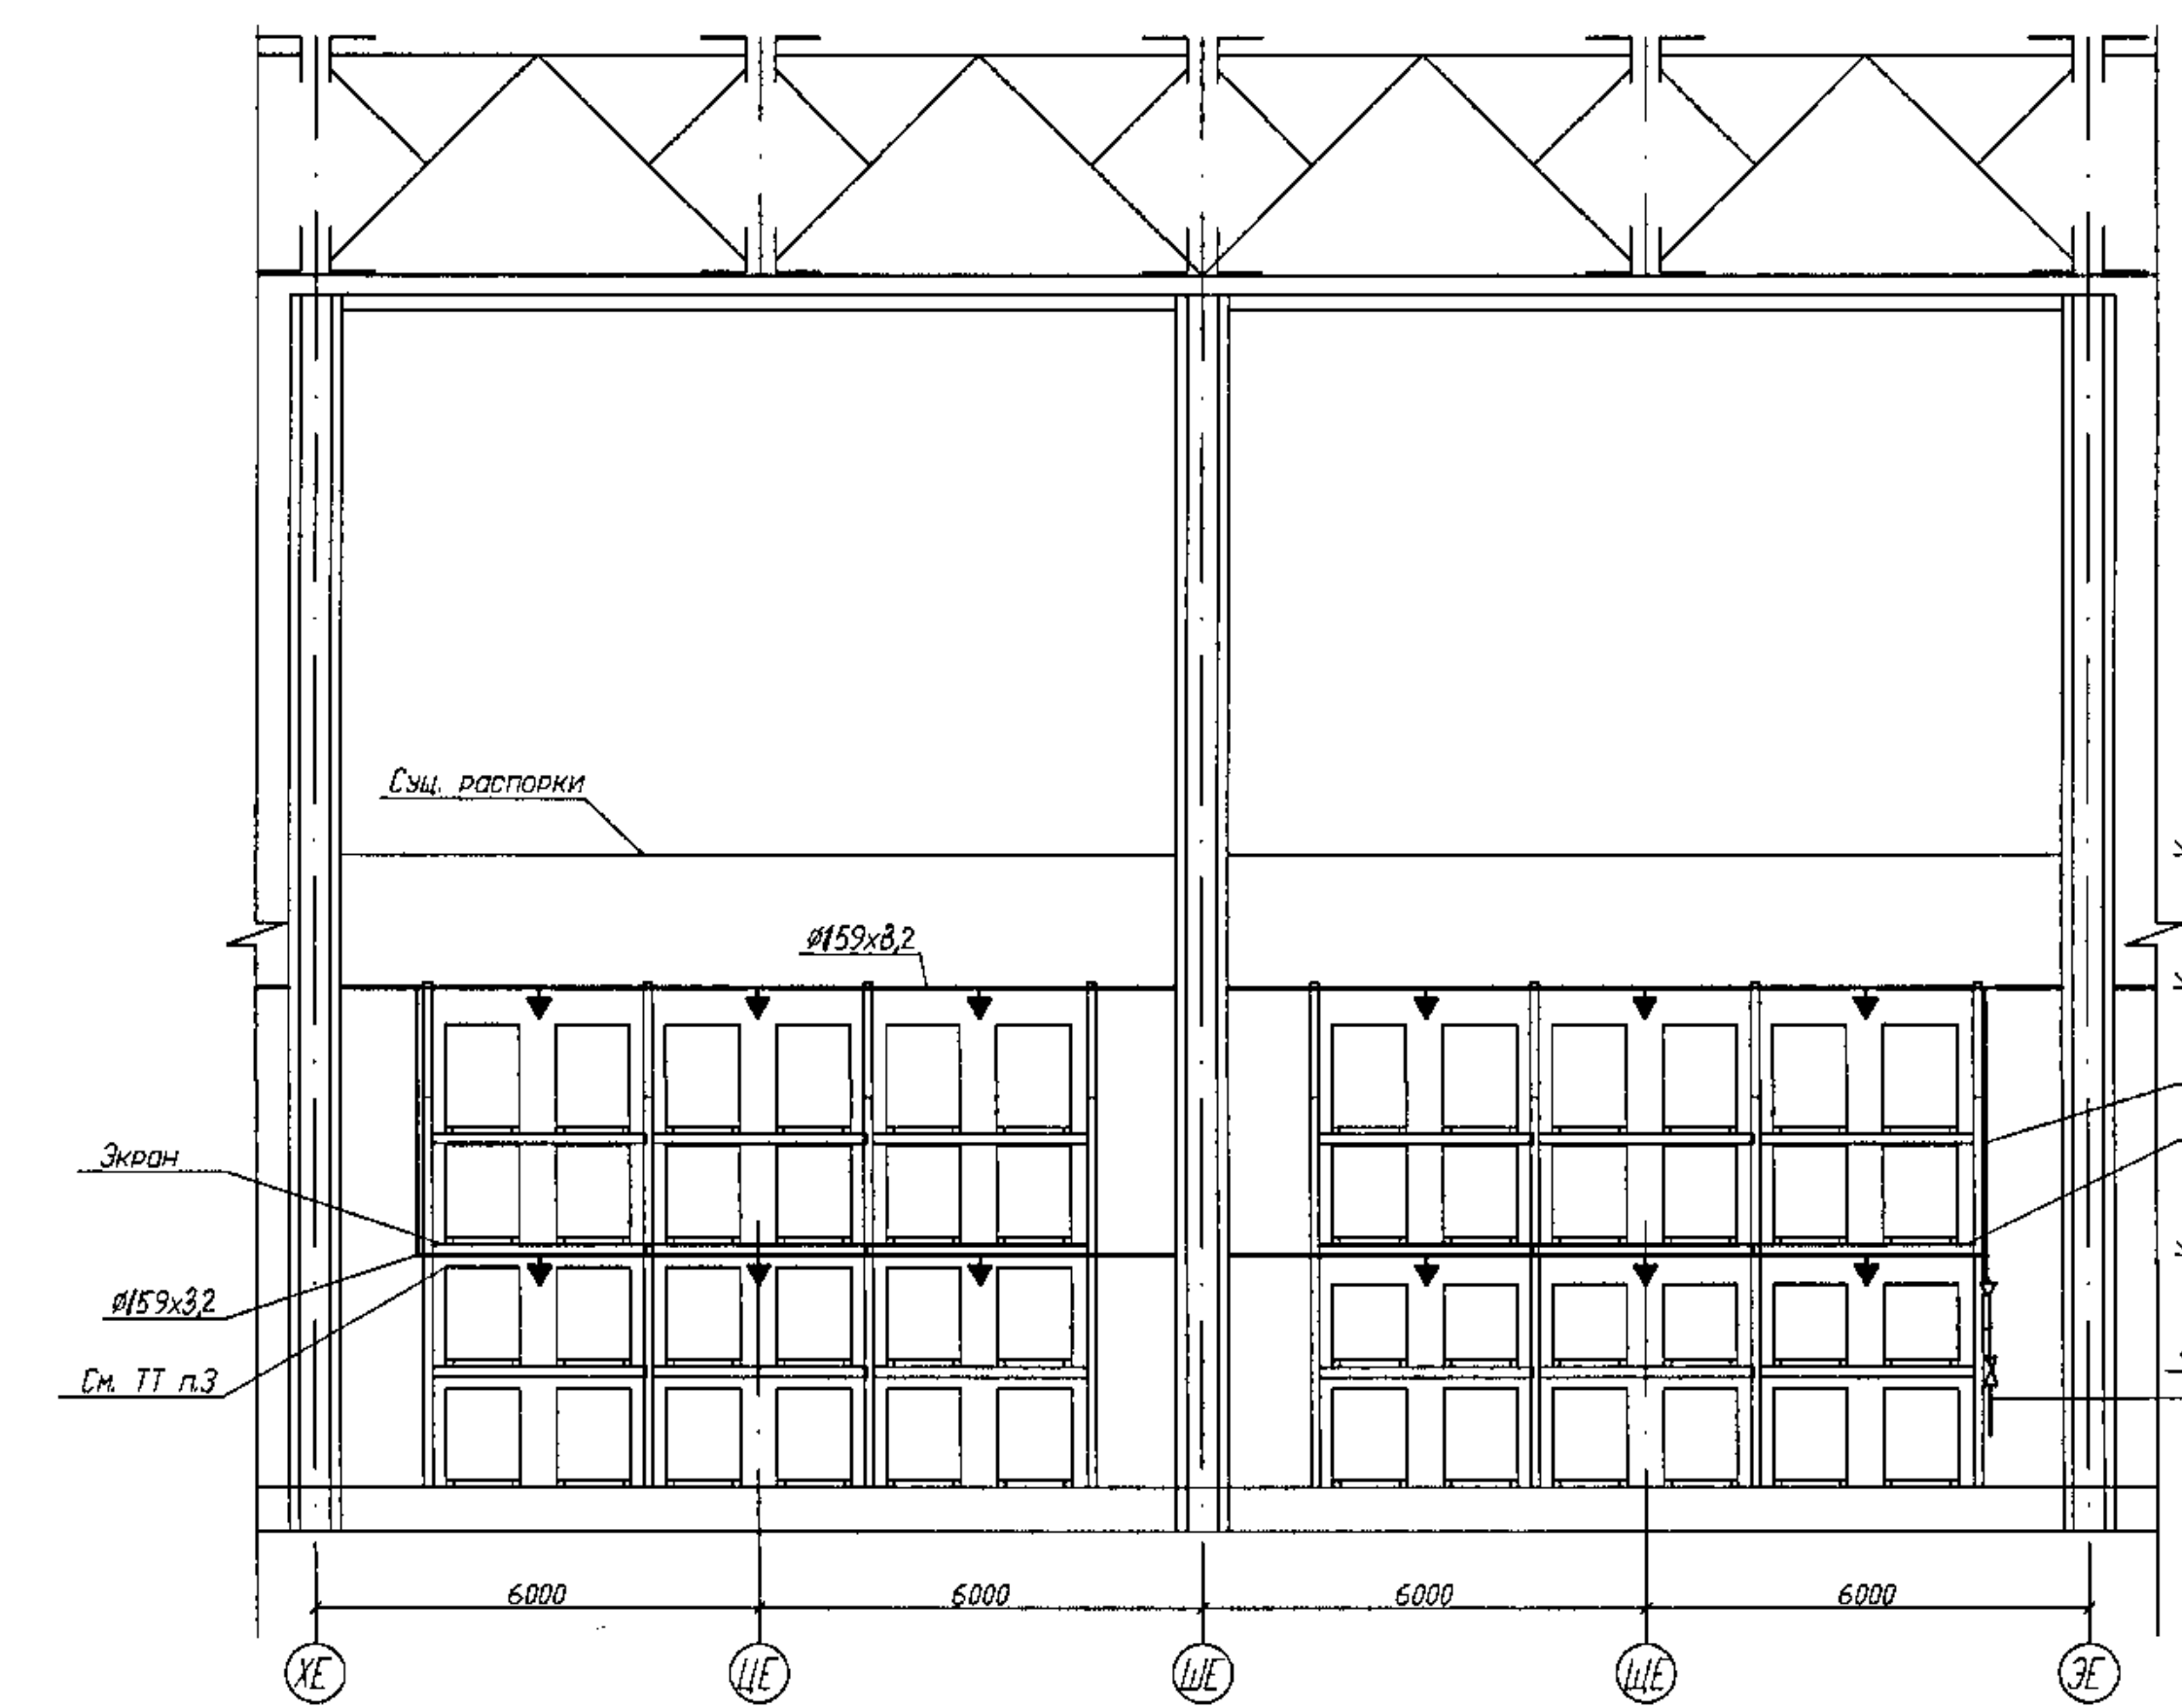 Сущ. распорки
ø159х3,2
Экран
ø159х3,2
См. ТТ п.3
6000 6000 6000 6000
ХЕ ЦЕ ШЕ ЩЕ ЭЕ